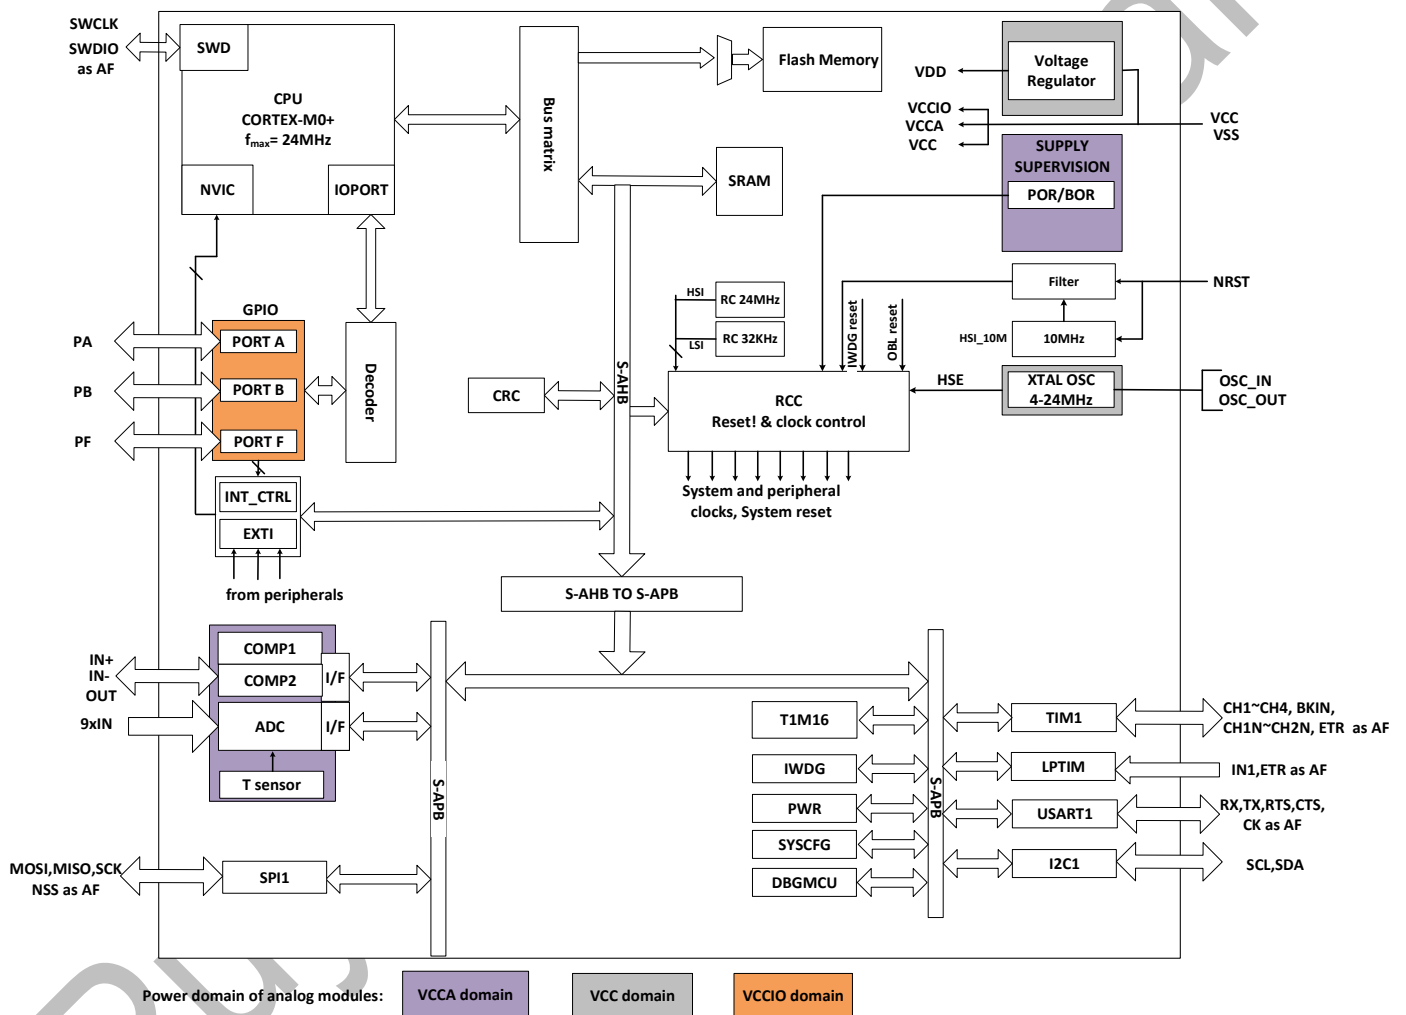 SWCLK
SWDIO
as AF
SWD
CPU
CORTEX-M0+
fmax= 24MHz
NVIC
IOPORT
Bus matrix
Flash Memory
SRAM
VDD
Voltage
Regulator
VCCIO
VCCA
VCC
VCC
VSS
SUPPLY
SUPERVISION
POR/BOR
Filter
NRST
HSI_10M
10MHz
HSI
RC 24MHz
LSI
RC 32KHz
IWDG reset
OBL reset
HSE
XTAL OSC
4-24MHz
OSC_IN
OSC_OUT
GPIO
PA
PORT A
PB
PORT B
PF
PORT F
Decoder
CRC
S-AHB
RCC
Reset! & clock control
System and peripheral
clocks, System reset
INT_CTRL
EXTI
from peripherals
S-AHB TO S-APB
IN+
IN-
OUT
COMP1
COMP2
I/F
9xIN
ADC
I/F
T sensor
S-APB
MOSI,MISO,SCK
NSS as AF
SPI1
T1M16
IWDG
PWR
SYSCFG
DBGMCU
S-APB
TIM1
CH1~CH4, BKIN,
CH1N~CH2N, ETR as AF
LPTIM
IN1,ETR as AF
USART1
RX,TX,RTS,CTS,
CK as AF
I2C1
SCL,SDA
Power domain of analog modules:
VCCA domain
VCC domain
VCCIO domain